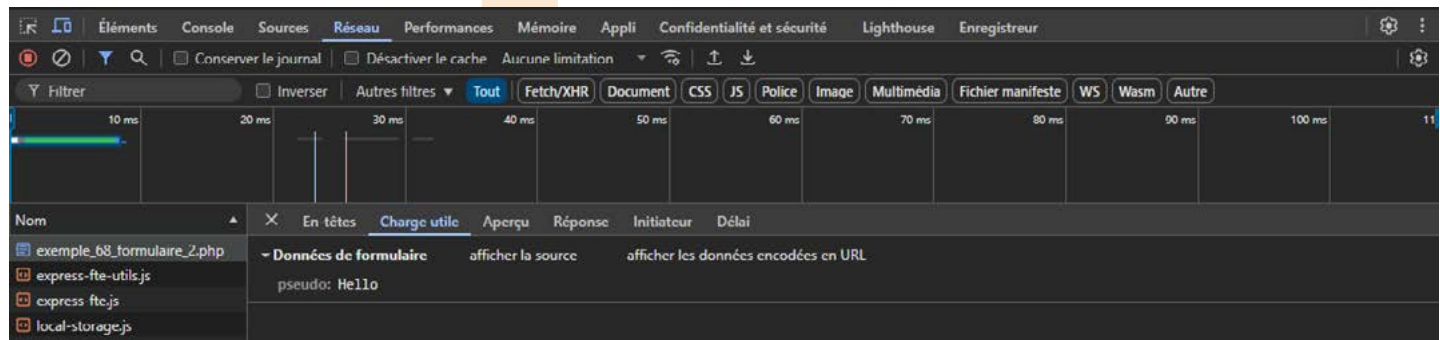 Éléments Console Sources Réseau Performances Mémoire Appli Confidentialité et sécurité Lighthouse Enregistreur
Conserver le journal Désactiver le cache Aucune limitation
Filtrer Inverser Autres filtres Tout Fetch/XHR Document CSS JS Police Image Multimédia Fichier manifeste WS Wasm Autre
10 ms 20 ms 30 ms 40 ms 50 ms 60 ms 70 ms 80 ms 90 ms 100 ms 11
Nom En têtes Charge utile Aperçu Réponse Initiateur Délai
exemple_68_formulaire_2.php Données de formulaire afficher la source afficher les données encodées en URL
express-fte-utils.js pseudo: Hello
express-fte.js
local-storage.js